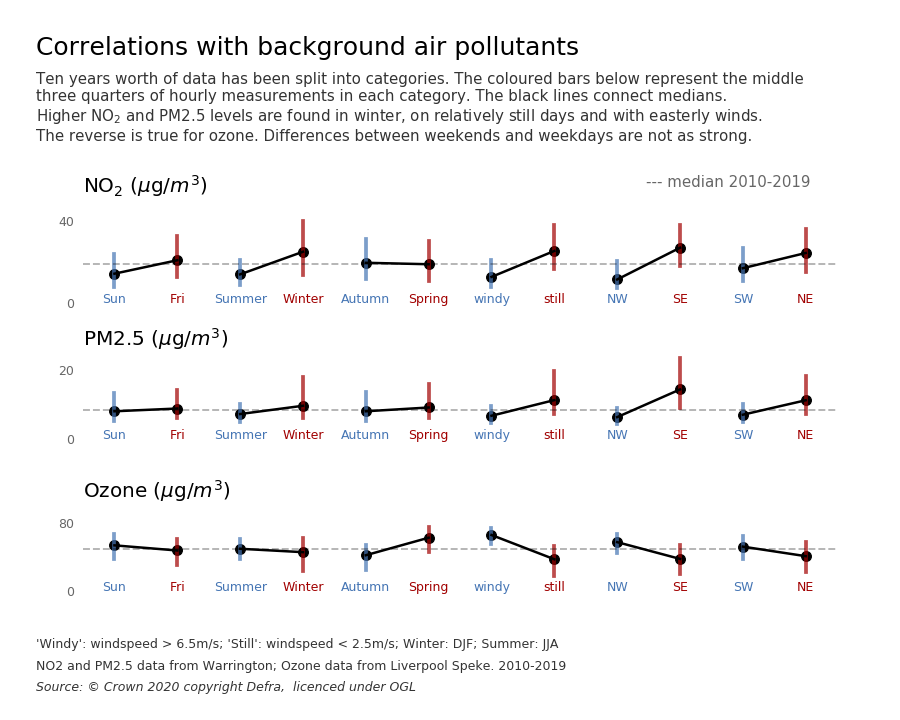 Correlations with background air pollutants
Ten years worth of data has been split into categories. The coloured bars below represent the middle
three quarters of hourly measurements in each category. The black lines connect medians.
Higher NO₂ and PM2.5 levels are found in winter, on relatively still days and with easterly winds.
The reverse is true for ozone. Differences between weekends and weekdays are not as strong.
NO₂ (μg/m³)
--- median 2010-2019
40
0
Sun Fri Summer Winter Autumn Spring windy still NW SE SW NE
PM2.5 (μg/m³)
20
0
Sun Fri Summer Winter Autumn Spring windy still NW SE SW NE
Ozone (μg/m³)
80
0
Sun Fri Summer Winter Autumn Spring windy still NW SE SW NE
'Windy': windspeed > 6.5m/s; 'Still': windspeed < 2.5m/s; Winter: DJF; Summer: JJA
NO2 and PM2.5 data from Warrington; Ozone data from Liverpool Speke. 2010-2019
Source: © Crown 2020 copyright Defra,  licenced under OGL